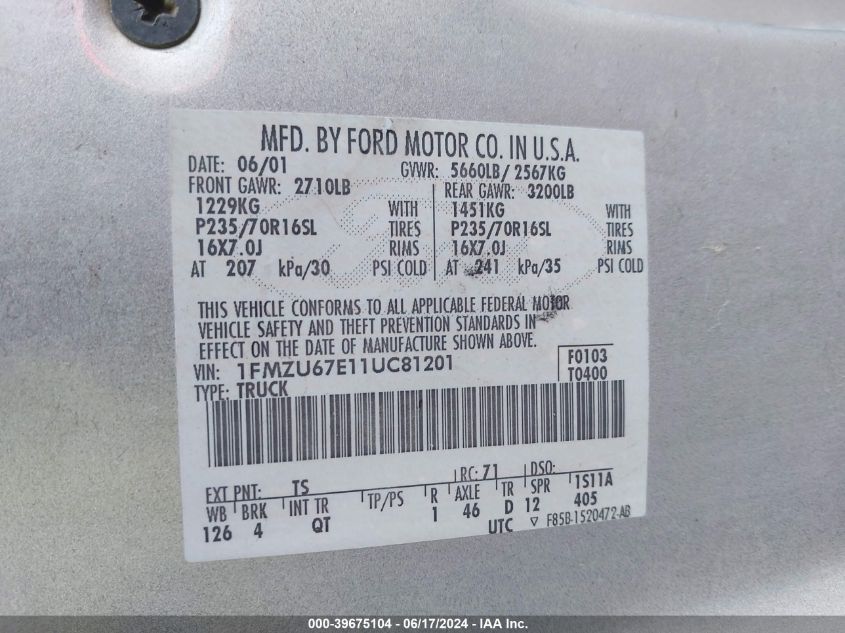 MFD. BY FORD MOTOR CO. IN U.S.A.
DATE: 06/01 GVWR: 5660LB/ 2567KG
FRONT GAWR: 2710LB REAR GAWR: 3200LB
1229KG WITH 1451KG WITH
P235/70R16SL TIRES P235/70R16SL TIRES
16X7.0J RIMS 16X7.0J RIMS
AT 207 kPa/30 PSI COLD AT 241 kPa/35 PSI COLD
THIS VEHICLE CONFORMS TO ALL APPLICABLE FEDERAL MOTOR
VEHICLE SAFETY AND THEFT PREVENTION STANDARDS IN
EFFECT ON THE DATE OF MANUFACTURE SHOWN ABOVE.
VIN: 1FMZU67E11UC81201 F0103
TYPE: TRUCK T0400
EXT PNT: TS RC: 71 DSO:
WB BRK INT TR TP/PS R AXLE TR SPR 1S11A
126 4 QT 1 46 D 12 405
UTC ▽ F85B-1520472-AB
000-39675104 - 06/17/2024 - IAA Inc.